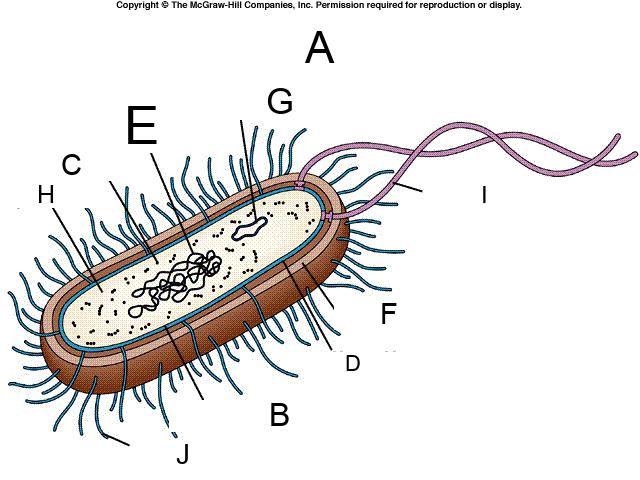 Copyright © The McGraw-Hill Companies, Inc. Permission required for reproduction or display.
A
G
E
C
H
I
F
D
B
J